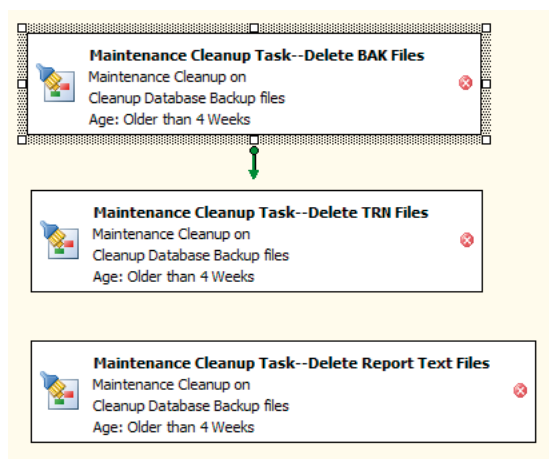 Maintenance Cleanup Task--Delete BAK Files
Maintenance Cleanup on
Cleanup Database Backup files
Age: Older than 4 Weeks
Maintenance Cleanup Task--Delete TRN Files
Maintenance Cleanup on
Cleanup Database Backup files
Age: Older than 4 Weeks
Maintenance Cleanup Task--Delete Report Text Files
Maintenance Cleanup on
Cleanup Database Backup files
Age: Older than 4 Weeks